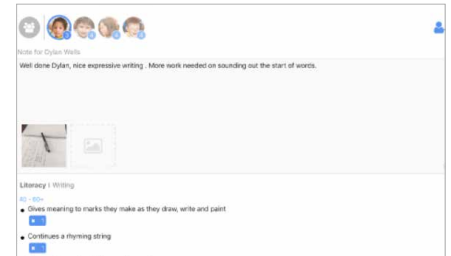 Note for Dylan Wells
Well done Dylan, nice expressive writing . More work needed on sounding out the start of words.
Literacy | Writing
40 - 60+
Gives meaning to marks they make as they draw, write and paint
Continues a rhyming string